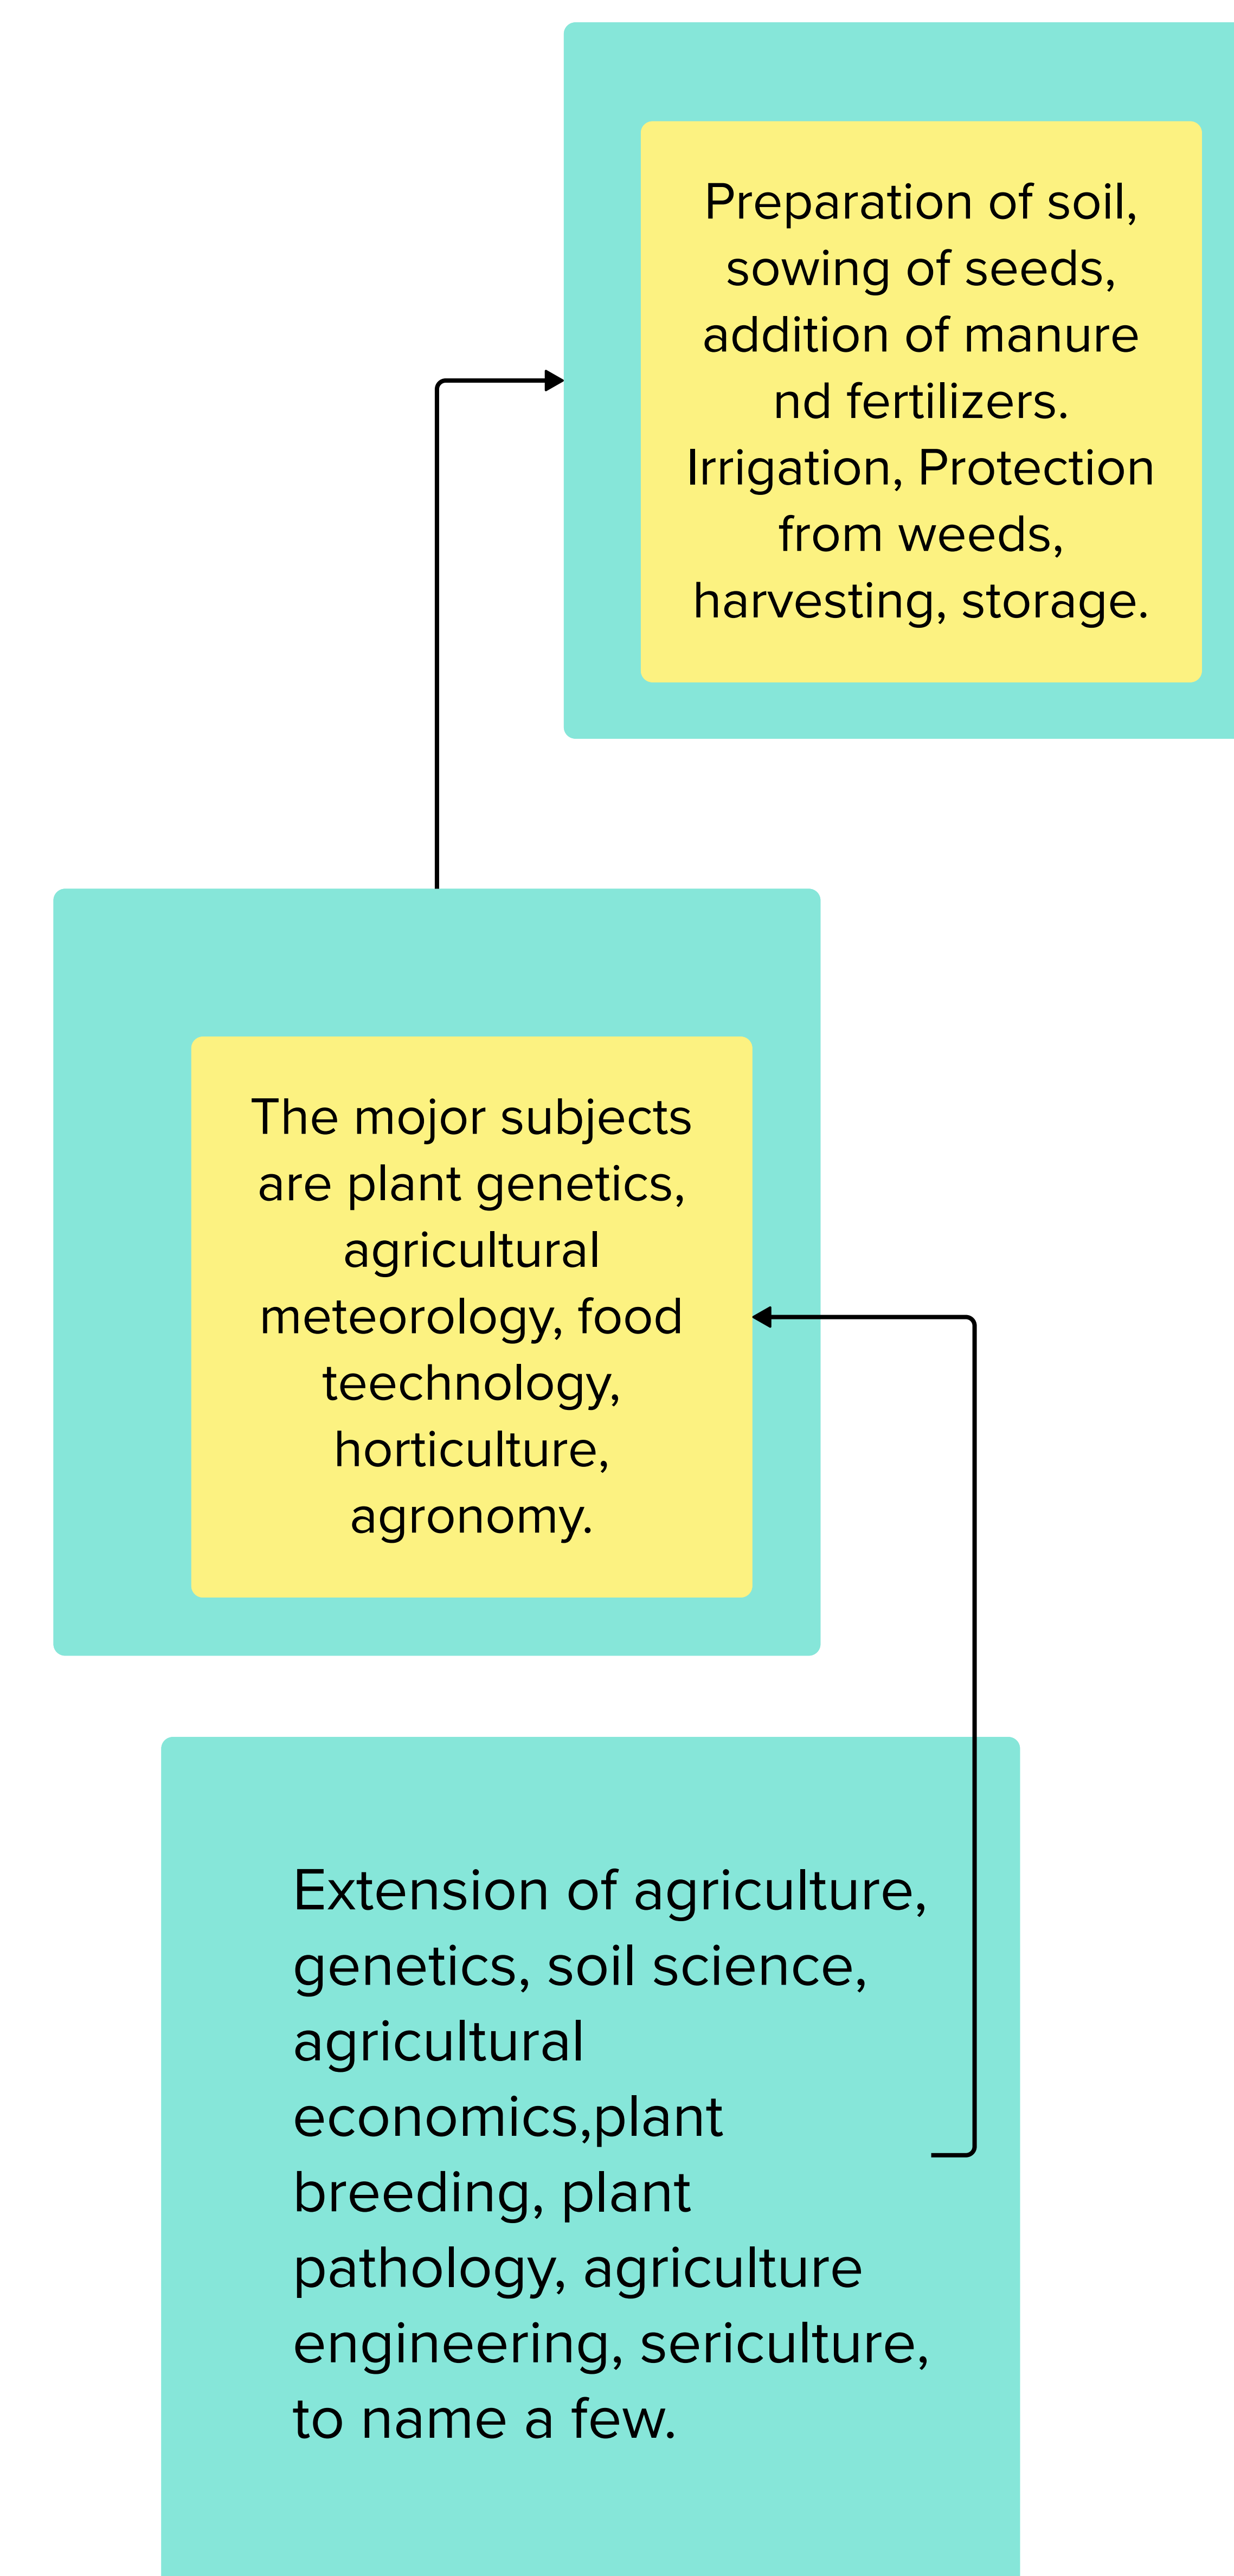 Preparation of soil,
sowing of seeds,
addition of manure
nd fertilizers.
Irrigation, Protection
from weeds,
harvesting, storage.
The mojor subjects
are plant genetics,
agricultural
meteorology, food
teechnology,
horticulture,
agronomy.
Extension of agriculture,
genetics, soil science,
agricultural
economics,plant
breeding, plant
pathology, agriculture
engineering, sericulture,
to name a few.